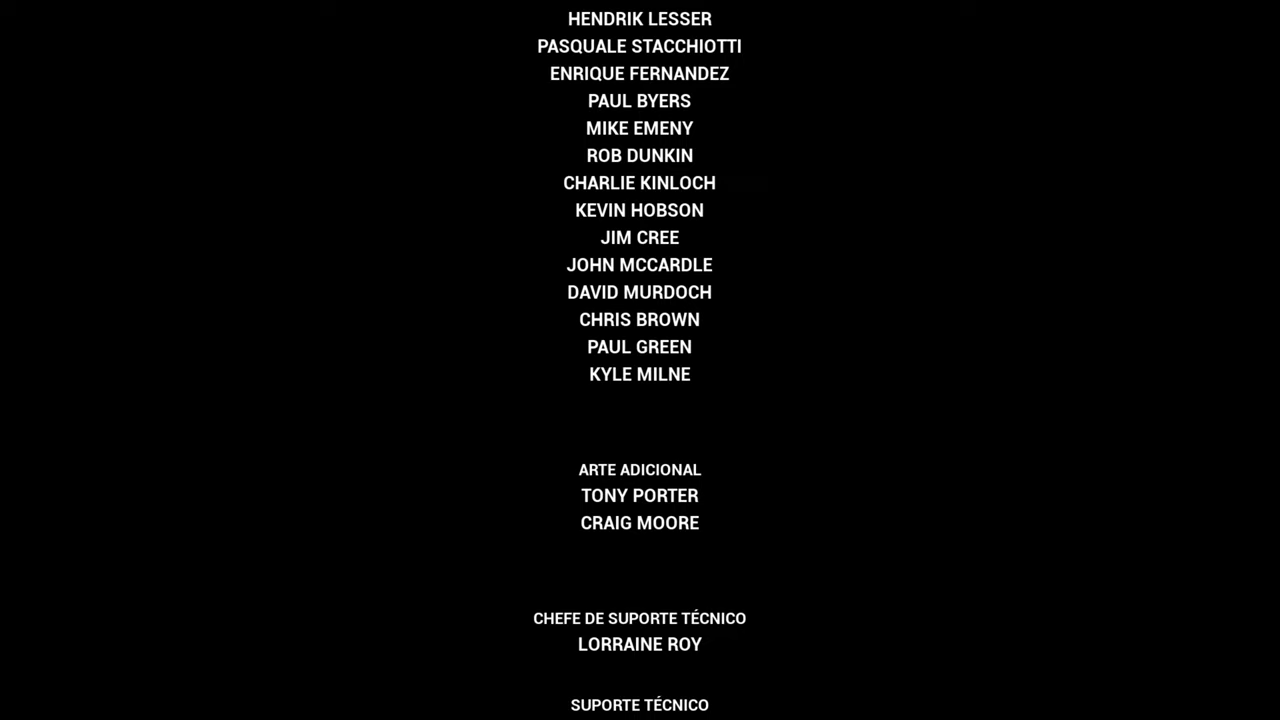 HENDRIK LESSER
PASQUALE STACCHIOTTI
ENRIQUE FERNANDEZ
PAUL BYERS
MIKE EMENY
ROB DUNKIN
CHARLIE KINLOCH
KEVIN HOBSON
JIM CREE
JOHN MCCARDLE
DAVID MURDOCH
CHRIS BROWN
PAUL GREEN
KYLE MILNE
ARTE ADICIONAL
TONY PORTER
CRAIG MOORE
CHEFE DE SUPORTE TÉCNICO
LORRAINE ROY
SUPORTE TÉCNICO